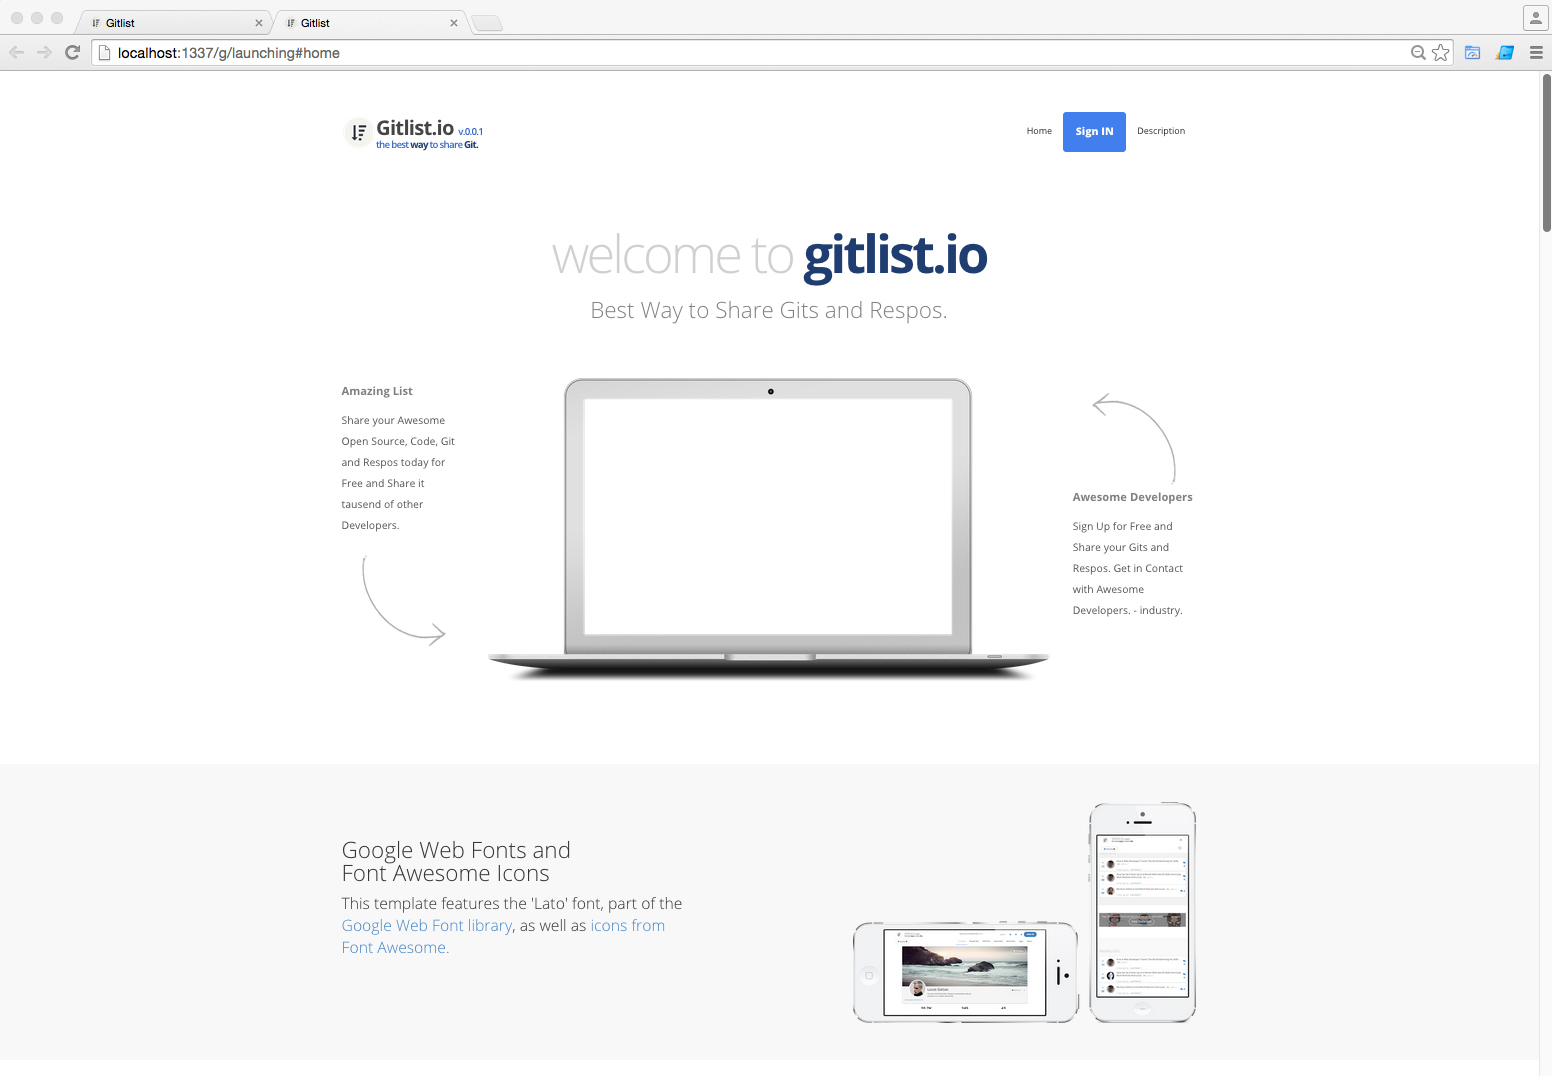 Gitlist
Gitlist
localhost:1337/g/launching#home
Gitlist.io v.0.0.1
the best way to share Git.
Home
Sign IN
Description
welcome to gitlist.io
Best Way to Share Gits and Respos.
Amazing List
Share your Awesome
Open Source, Code, Git
and Respos today for
Free and Share it
tausend of other
Developers.
Awesome Developers
Sign Up for Free and
Share your Gits and
Respos. Get in Contact
with Awesome
Developers. - industry.
Google Web Fonts and
Font Awesome Icons
This template features the 'Lato' font, part of the
Google Web Font library, as well as icons from
Font Awesome.